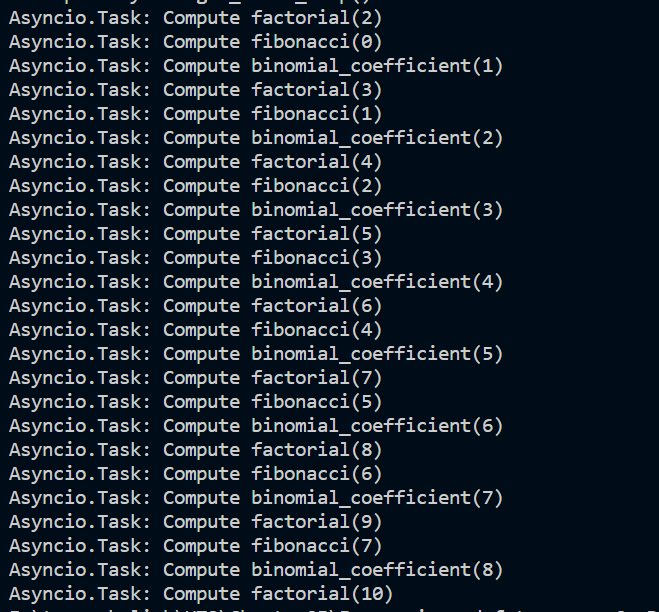 Asyncio.Task: Compute factorial(2)
Asyncio.Task: Compute fibonacci(0)
Asyncio.Task: Compute binomial_coefficient(1)
Asyncio.Task: Compute factorial(3)
Asyncio.Task: Compute fibonacci(1)
Asyncio.Task: Compute binomial_coefficient(2)
Asyncio.Task: Compute factorial(4)
Asyncio.Task: Compute fibonacci(2)
Asyncio.Task: Compute binomial_coefficient(3)
Asyncio.Task: Compute factorial(5)
Asyncio.Task: Compute fibonacci(3)
Asyncio.Task: Compute binomial_coefficient(4)
Asyncio.Task: Compute factorial(6)
Asyncio.Task: Compute fibonacci(4)
Asyncio.Task: Compute binomial_coefficient(5)
Asyncio.Task: Compute factorial(7)
Asyncio.Task: Compute fibonacci(5)
Asyncio.Task: Compute binomial_coefficient(6)
Asyncio.Task: Compute factorial(8)
Asyncio.Task: Compute fibonacci(6)
Asyncio.Task: Compute binomial_coefficient(7)
Asyncio.Task: Compute factorial(9)
Asyncio.Task: Compute fibonacci(7)
Asyncio.Task: Compute binomial_coefficient(8)
Asyncio.Task: Compute factorial(10)